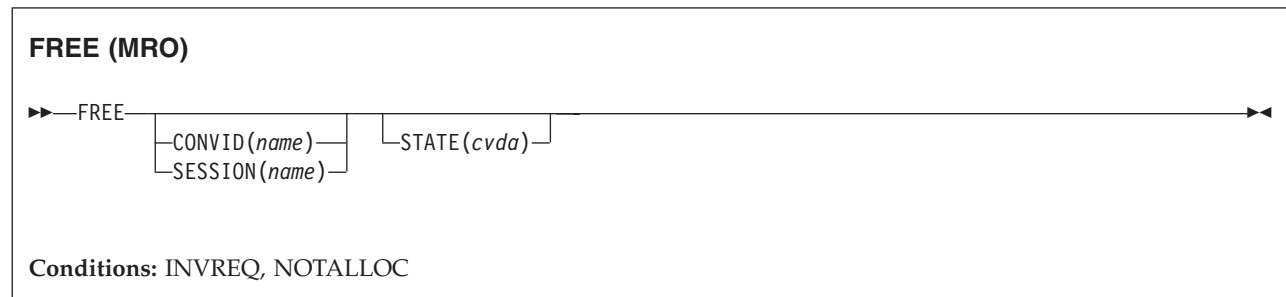 FREE (MRO)
FREE
CONVID(name)
STATE(cvda)
SESSION(name)
Conditions: INVREQ, NOTALLOC